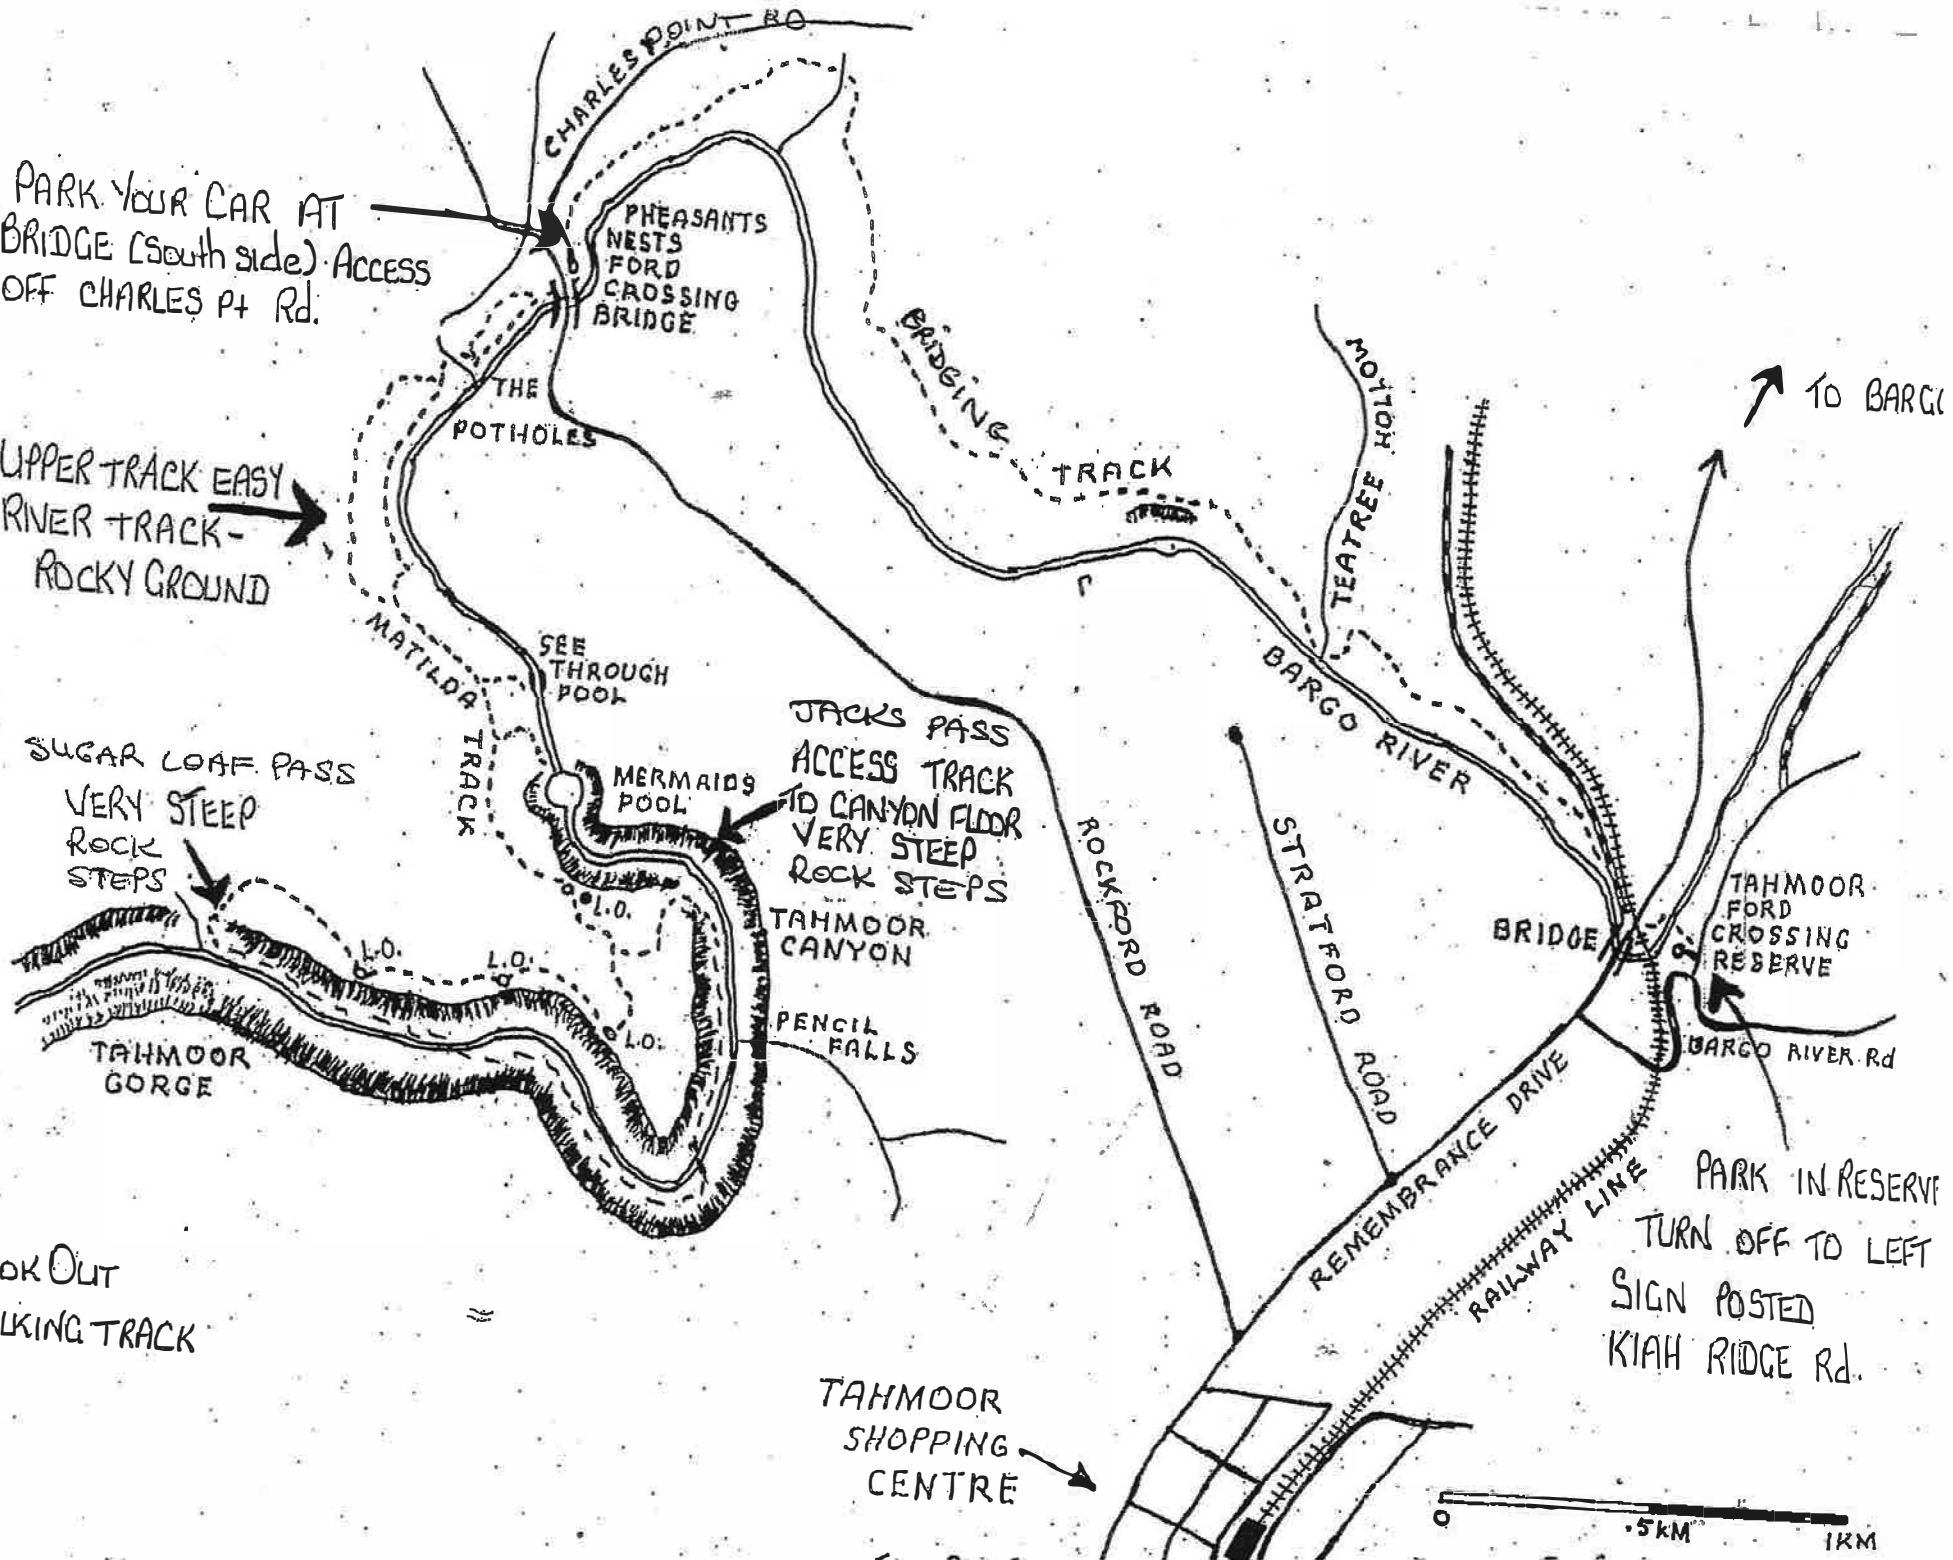 CHARLES POINT RD
PARK YOUR CAR AT
BRIDGE (South side). ACCESS
OFF CHARLES Pt Rd.
PHEASANTS
NESTS
FORD
CROSSING
BRIDGE
THE
POTHOLES
UPPER TRACK EASY
RIVER TRACK -
ROCKY GROUND
BRIDGING
TRACK
TEATREE HOLLOW
TO BARGO
MATILDA
TRACK
SEE
THROUGH
POOL
BARGO RIVER
SUGAR LOAF PASS
VERY STEEP
ROCK
STEPS
MERMAIDS
POOL
JACKS PASS
ACCESS TRACK
TO CANYON FLOOR
VERY STEEP
ROCK STEPS
ROCKFORD ROAD
STRATFORD ROAD
BRIDGE
TAHMOOR
FORD
CROSSING
RESERVE
L.O.
L.O.
L.O.
L.O.
TAHMOOR
CANYON
PENCIL
FALLS
TAHMOOR
GORGE
BARGO RIVER Rd
REMEMBRANCE DRIVE
RAILWAY LINE
PARK IN RESERVE
TURN OFF TO LEFT
SIGN POSTED
KIAH RIDGE Rd.
OK OUT
LKING TRACK
TAHMOOR
SHOPPING
CENTRE
0
.5KM
1KM